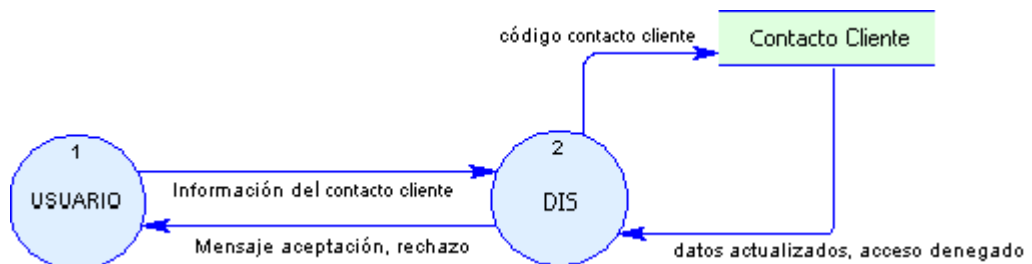 código contacto cliente
Contacto Cliente
1
USUARIO
Información del contacto cliente
Mensaje aceptación, rechazo
2
DIS
datos actualizados, acceso denegado